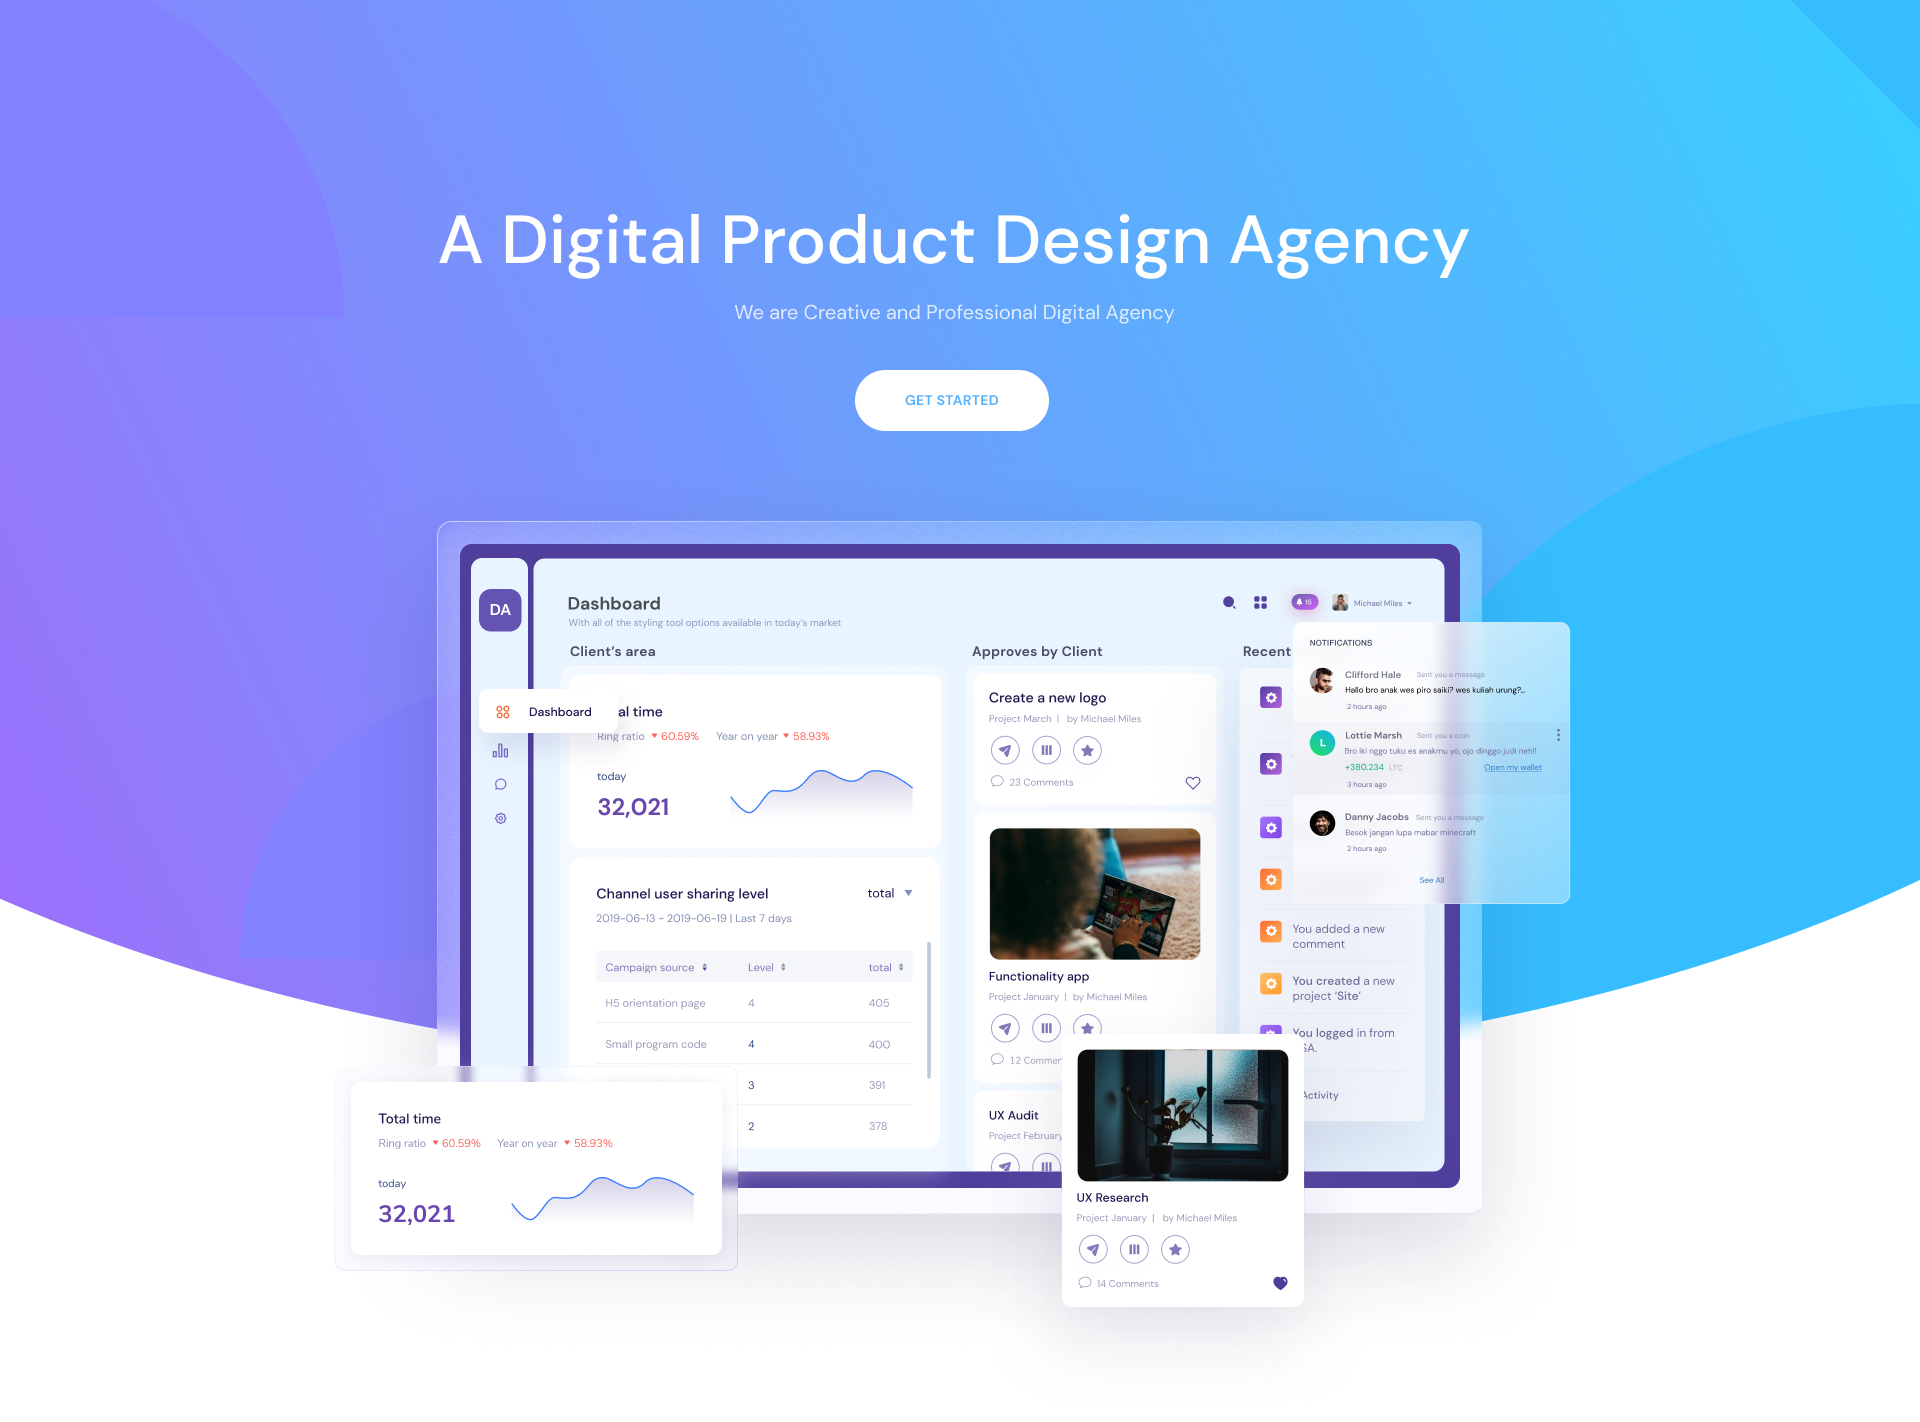 A Digital Product Design Agency
We are Creative and Professional Digital Agency
GET STARTED
DA
Dashboard
With all of the styling tool options available in today's market
15
Michael Miles
Client's area
Approves by Client
Recent
Dashboard
al time
Ring ratio 60.59% Year on year 58.93%
today
32,021
Channel user sharing level
total
2019-06-13 ~ 2019-06-19 | Last 7 days
Campaign source Level total
H5 orientation page 4 405
Small program code 4 400
3 391
2 378
Create a new logo
Project March | by Michael Miles
23 Comments
Functionality app
Project January | by Michael Miles
12 Commen
UX Audit
Project February
NOTIFICATIONS
Clifford Hale Sent you a message
Hallo bro anak wes piro saiki? wes kuliah urung?...
2 hours ago
L
Lottie Marsh Sent you a coin
Bro iki nggo tuku es anakmu yo, ojo dinggo judi neh!!
+380.234 LTC
Open my wallet
3 hours ago
Danny Jacobs Sent you a message
Besok jangan lupa mabar minecraft
2 hours ago
See All
You added a new
comment
You created a new
project 'Site'
You logged in from
SA.
Activity
Total time
Ring ratio 60.59% Year on year 58.93%
today
32,021
UX Research
Project January | by Michael Miles
14 Comments